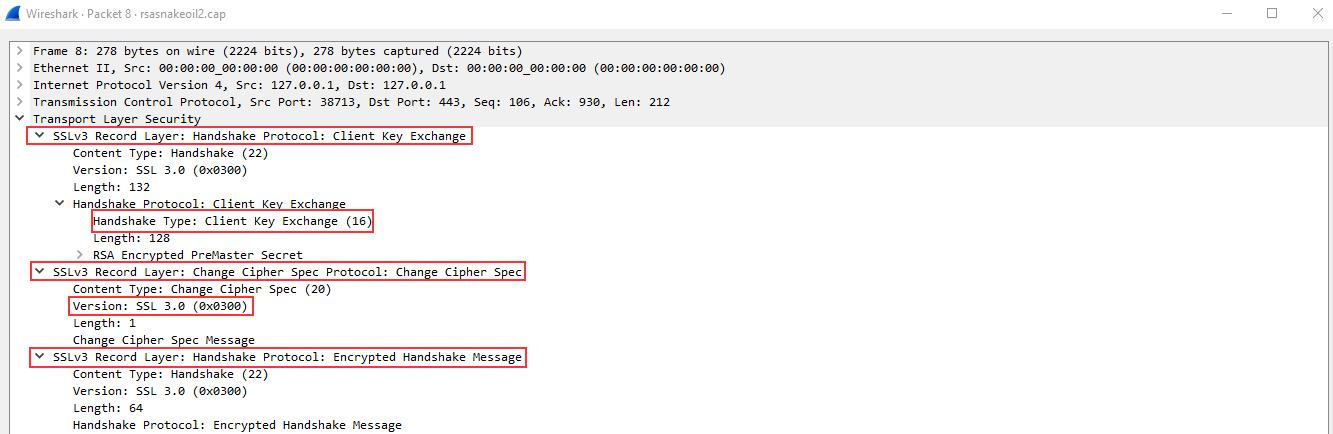 Wireshark · Packet 8 · rsasnakeoil2.cap
Frame 8: 278 bytes on wire (2224 bits), 278 bytes captured (2224 bits)
Ethernet II, Src: 00:00:00_00:00:00 (00:00:00:00:00:00), Dst: 00:00:00_00:00:00 (00:00:00:00:00:00)
Internet Protocol Version 4, Src: 127.0.0.1, Dst: 127.0.0.1
Transmission Control Protocol, Src Port: 38713, Dst Port: 443, Seq: 106, Ack: 930, Len: 212
Transport Layer Security
SSLv3 Record Layer: Handshake Protocol: Client Key Exchange
Content Type: Handshake (22)
Version: SSL 3.0 (0x0300)
Length: 132
Handshake Protocol: Client Key Exchange
Handshake Type: Client Key Exchange (16)
Length: 128
RSA Encrypted PreMaster Secret
SSLv3 Record Layer: Change Cipher Spec Protocol: Change Cipher Spec
Content Type: Change Cipher Spec (20)
Version: SSL 3.0 (0x0300)
Length: 1
Change Cipher Spec Message
SSLv3 Record Layer: Handshake Protocol: Encrypted Handshake Message
Content Type: Handshake (22)
Version: SSL 3.0 (0x0300)
Length: 64
Handshake Protocol: Encrypted Handshake Message